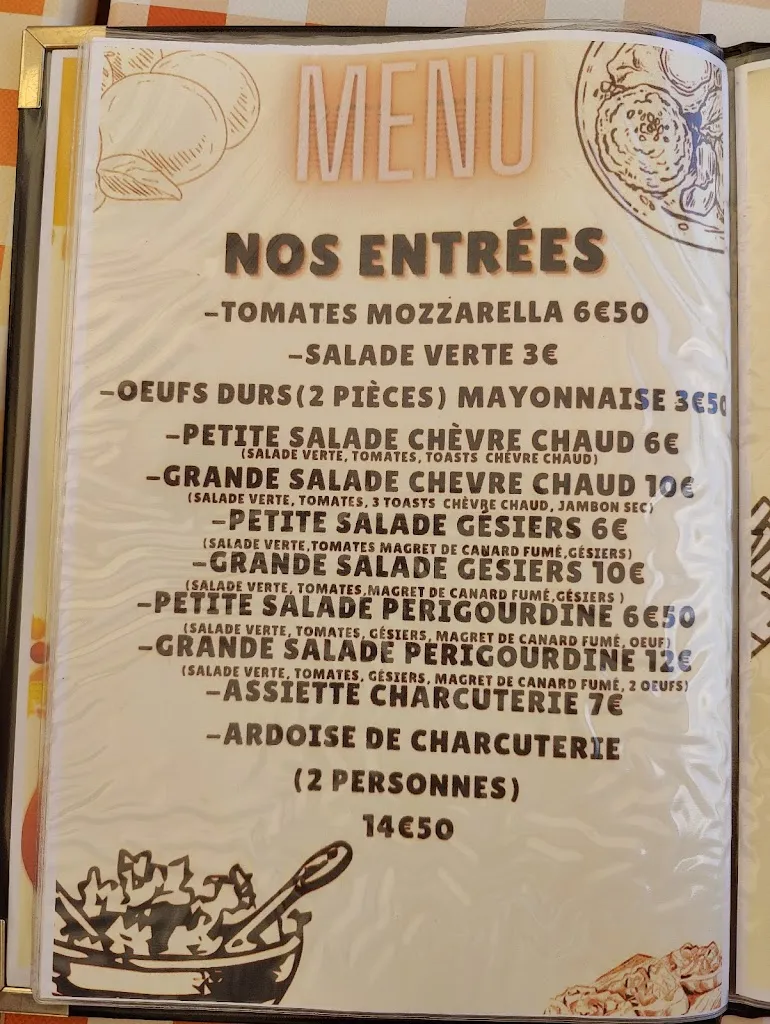 MENU
NOS ENTRÉES
-TOMATES MOZZARELLA 6€50
-SALADE VERTE 3€
-OEUFS DURS(2 PIÈCES) MAYONNAISE 3€50
-PETITE SALADE CHÈVRE CHAUD 6€
(SALADE VERTE, TOMATES, TOASTS CHÈVRE CHAUD)
-GRANDE SALADE CHEVRE CHAUD 10€
(SALADE VERTE, TOMATES, 3 TOASTS CHÈVRE CHAUD, JAMBON SEC)
-PETITE SALADE GÉSIERS 6€
(SALADE VERTE,TOMATES MAGRET DE CANARD FUMÉ,GÉSIERS)
-GRANDE SALADE GÉSIERS 10€
(SALADE VERTE, TOMATES,MAGRET DE CANARD FUMÉ,GÉSIERS )
-PETITE SALADE PERIGOURDINE 6€50
(SALADE VERTE, TOMATES, GÉSIERS, MAGRET DE CANARD FUMÉ, OEUF)
-GRANDE SALADE PERIGOURDINE 12€
(SALADE VERTE, TOMATES, GÉSIERS, MAGRET DE CANARD FUMÉ, 2 OEUFS)
-ASSIETTE CHARCUTERIE 7€
-ARDOISE DE CHARCUTERIE
(2 PERSONNES)
14€50